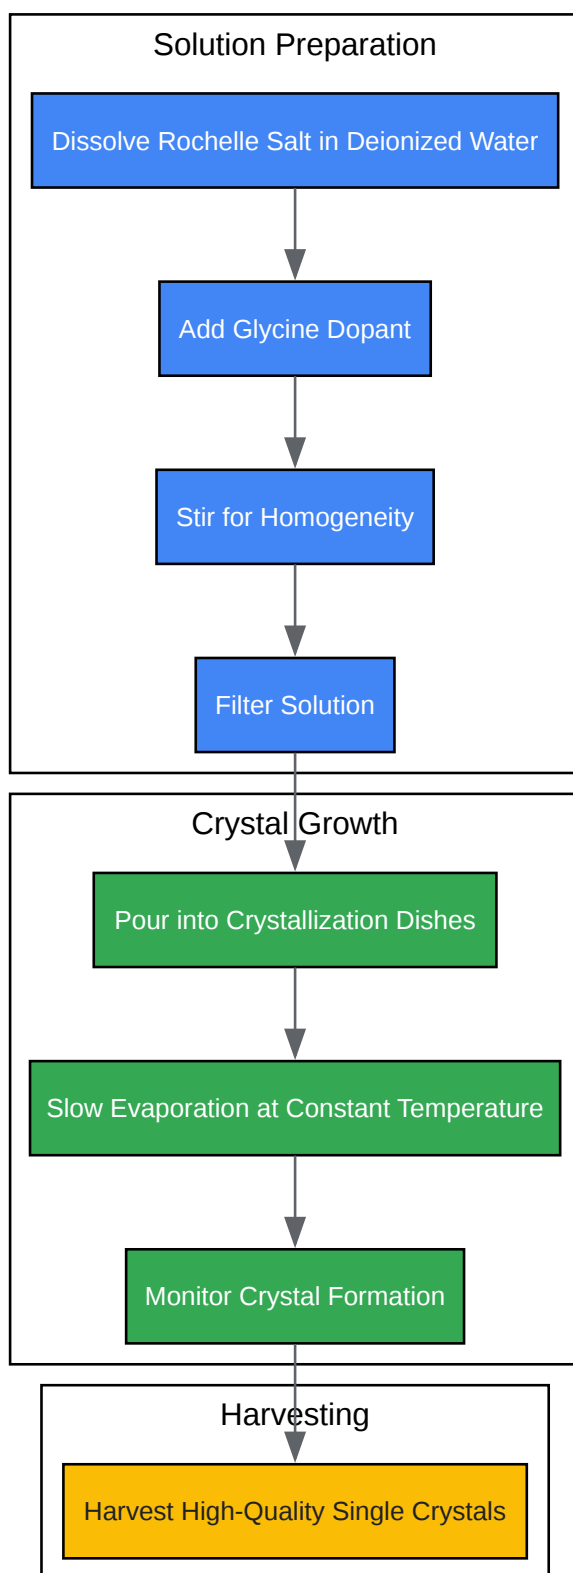 Solution Preparation
Dissolve Rochelle Salt in Deionized Water
Add Glycine Dopant
Stir for Homogeneity
Filter Solution
Crystal Growth
Pour into Crystallization Dishes
Slow Evaporation at Constant Temperature
Monitor Crystal Formation
Harvesting
Harvest High-Quality Single Crystals